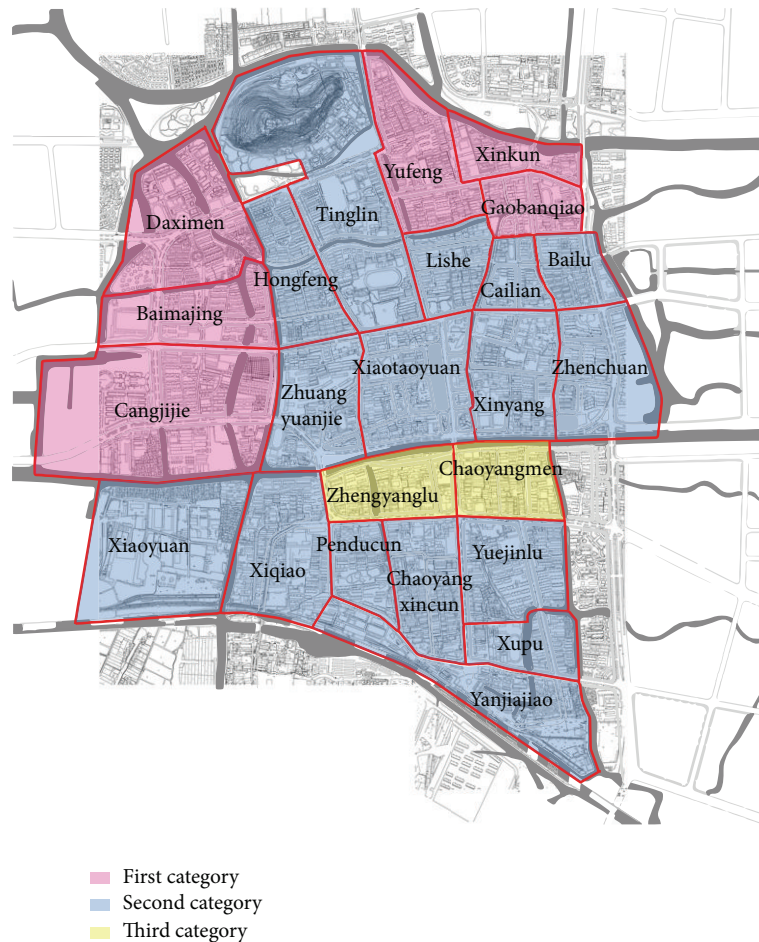 Xinkun
Yufeng
Gaobanqiao
Tinglin
Daximen
Lishe
Bailu
Hongfeng
Cailian
Baimajing
Xiaotaoyuan
Zhenchuan
Zhuang
yuanjie
Cangjijie
Xinyang
Chaoyangmen
Zhengyanglu
Xiaoyuan
Penducun
Yuejinlu
Xiqiao
Chaoyang
xincun
Xupu
Yanjiajiao
First category
Second category
Third category